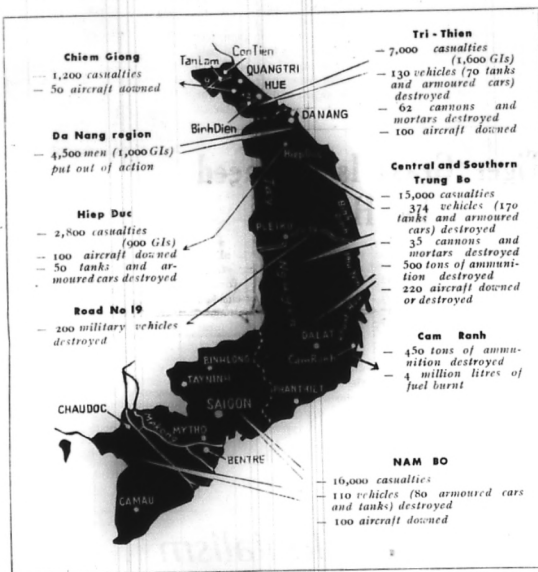 Chiem Giong
— 1,200 casualties
— 50 aircraft downed
Da Nang region
— 4,500 men (1,000 GIs)
put out of action
Hiep Duc
— 2,800 casualties
(900 GIs)
— 100 aircraft downed
— 50 tanks and ar-
moured cars destroyed
Road No 19
— 200 military vehicles
destroyed
Tri - Thien
— 7,000 casualties
(1,600 GIs)
— 130 vehicles (70 tanks
and armoured cars)
destroyed
— 62 cannons and
mortars destroyed
— 100 aircraft downed
Central and Southern
Trung Bo
— 15,000 casualties
— 374 vehicles (170
tanks and armoured
cars) destroyed
— 35 cannons and
mortars destroyed
— 500 tons of ammuni-
tion destroyed
— 220 aircraft downed
or destroyed
Cam Ranh
— 450 tons of ammu-
nition destroyed
— 4 million litres of
fuel burnt
NAM BO
— 16,000 casualties
— 110 vehicles (80 armoured cars
and tanks) destroyed
— 100 aircraft downed
ConTien
TanLam
QUANGTRI
HUE
DANANG
BinhDien
PLEIKU
DALAT
CamRanh
BINHLONG
TAYNINH
PHANTHIET
SAIGON
CHAUDOC
MYTHO
BENTRE
CAMAU